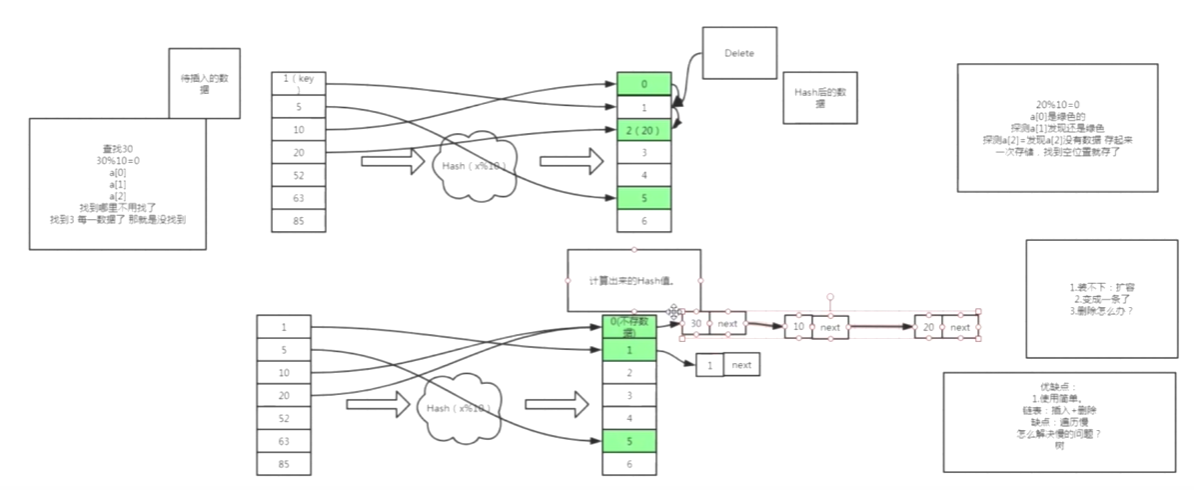 待插入的数
据
查找30
30%10=0
a[0]
a[1]
a[2]
找到哪里不用找了
找到3 每一数据了 那就是没找到
1（key
）
5
10
20
52
63
85
Hash（x%10）
0
1
2（20）
3
4
5
6
Delete
Hash后的数
据
20%10=0
a[0]是绿色的
探测a[1]发现还是绿色
探测a[2]=发现a[2]没有数据 存起来
一次存储，找到空位置就存了
计算出来的Hash值。
1
5
10
20
52
63
85
Hash（x%10）
0(不存数
据)
1
2
3
4
5
6
30
next
10
next
20
next
1
next
1.装不下：扩容
2.变成一条了
3.删除怎么办？
优缺点：
1.使用简单。
链表：插入+删除
缺点：遍历慢
怎么解决慢的问题？
树